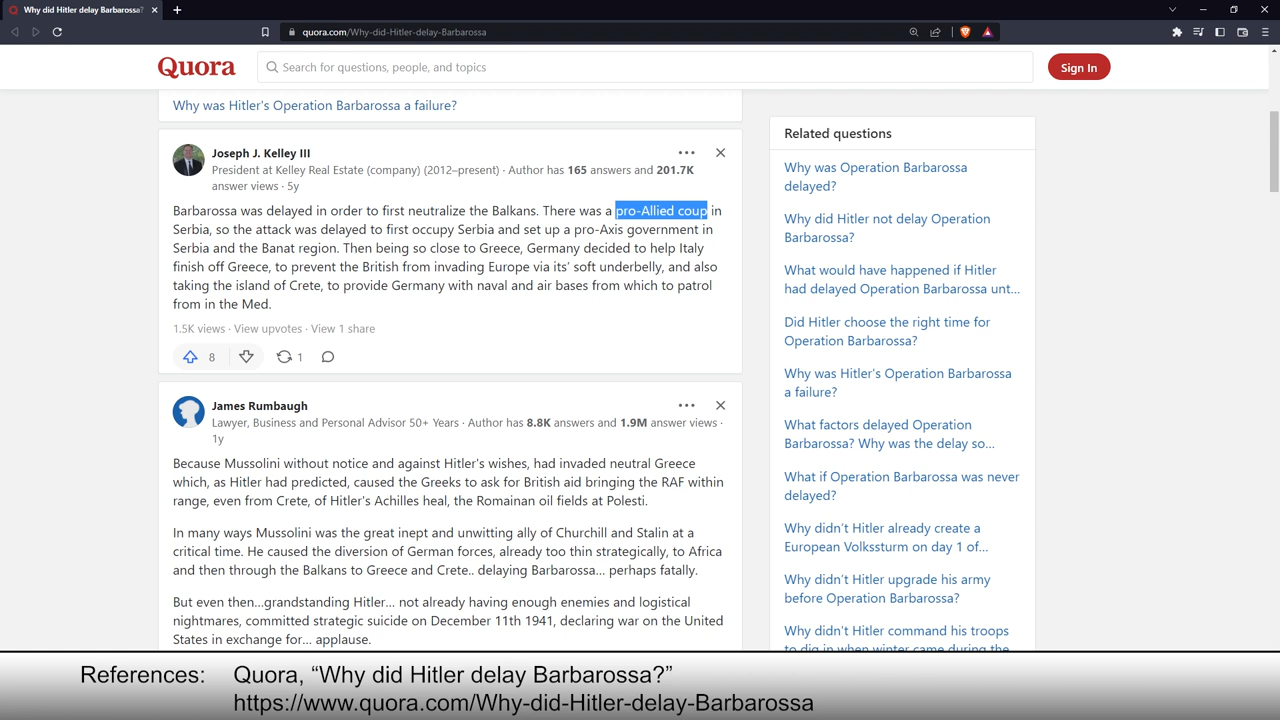 Why did Hitler delay Barbarossa?
quora.com/Why-did-Hitler-delay-Barbarossa
Quora
Search for questions, people, and topics
Sign In
Why was Hitler's Operation Barbarossa a failure?
Joseph J. Kelley III
President at Kelley Real Estate (company) (2012–present) · Author has 165 answers and 201.7K
answer views · 5y
Barbarossa was delayed in order to first neutralize the Balkans. There was a pro-Allied coup in
Serbia, so the attack was delayed to first occupy Serbia and set up a pro-Axis government in
Serbia and the Banat region. Then being so close to Greece, Germany decided to help Italy
finish off Greece, to prevent the British from invading Europe via its’ soft underbelly, and also
taking the island of Crete, to provide Germany with naval and air bases from which to patrol
from in the Med.
1.5K views · View upvotes · View 1 share
8
1
James Rumbaugh
Lawyer, Business and Personal Advisor 50+ Years · Author has 8.8K answers and 1.9M answer views ·
1y
Because Mussolini without notice and against Hitler's wishes, had invaded neutral Greece
which, as Hitler had predicted, caused the Greeks to ask for British aid bringing the RAF within
range, even from Crete, of Hitler's Achilles heal, the Romainan oil fields at Polesti.
In many ways Mussolini was the great inept and unwitting ally of Churchill and Stalin at a
critical time. He caused the diversion of German forces, already too thin strategically, to Africa
and then through the Balkans to Greece and Crete.. delaying Barbarossa... perhaps fatally.
But even then...grandstanding Hitler... not already having enough enemies and logistical
nightmares, committed strategic suicide on December 11th 1941, declaring war on the United
States in exchange for... applause.
Related questions
Why was Operation Barbarossa
delayed?
Why did Hitler not delay Operation
Barbarossa?
What would have happened if Hitler
had delayed Operation Barbarossa unt...
Did Hitler choose the right time for
Operation Barbarossa?
Why was Hitler's Operation Barbarossa
a failure?
What factors delayed Operation
Barbarossa? Why was the delay so...
What if Operation Barbarossa was never
delayed?
Why didn’t Hitler already create a
European Volkssturm on day 1 of...
Why didn’t Hitler upgrade his army
before Operation Barbarossa?
Why didn't Hitler command his troops
to dig in when winter came during the
References: Quora, “Why did Hitler delay Barbarossa?”
https://www.quora.com/Why-did-Hitler-delay-Barbarossa